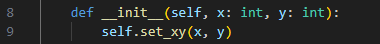 8 def __init__(self, x: int, y: int):
9 self.set_xy(x, y)